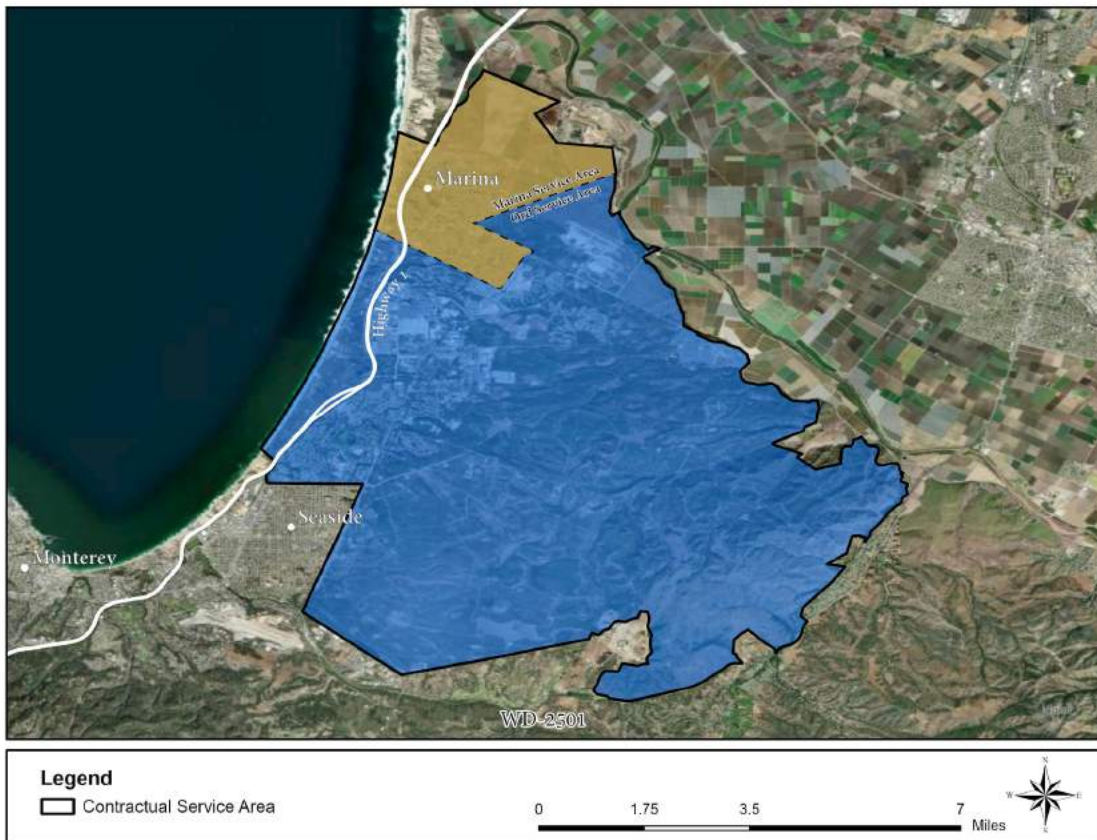 Marina
Marina Service Area
Ord Service Area
Highway 1
Seaside
Monterey
WD-2501
Legend
Contractual Service Area
0 1.75 3.5 7
Miles
N
W E
S